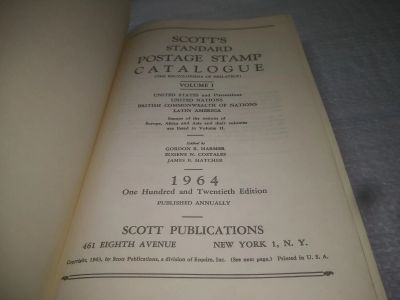 SCOTT'S
STANDARD
POSTAGE STAMP
CATALOGUE
(THE ENCYCLOPEDIA OF PHILATELY)
VOLUME I
UNITED STATES and Possessions
UNITED NATIONS
BRITISH COMMONWEALTH OF NATIONS
LATIN AMERICA
Stamps of the nations of
Europe, Africa and Asia and their colonies
are listed in Volume II.
Edited by
GORDON R. HARMER
EUGENE N. COSTALES
JAMES B. HATCHER
1964
One Hundred and Twentieth Edition
PUBLISHED ANNUALLY
SCOTT PUBLICATIONS
461 EIGHTH AVENUE NEW YORK 1, N. Y.
Copyright, 1963, by Scott Publications, a division of Esquire, Inc. (See next page.) Printed in U. S. A.